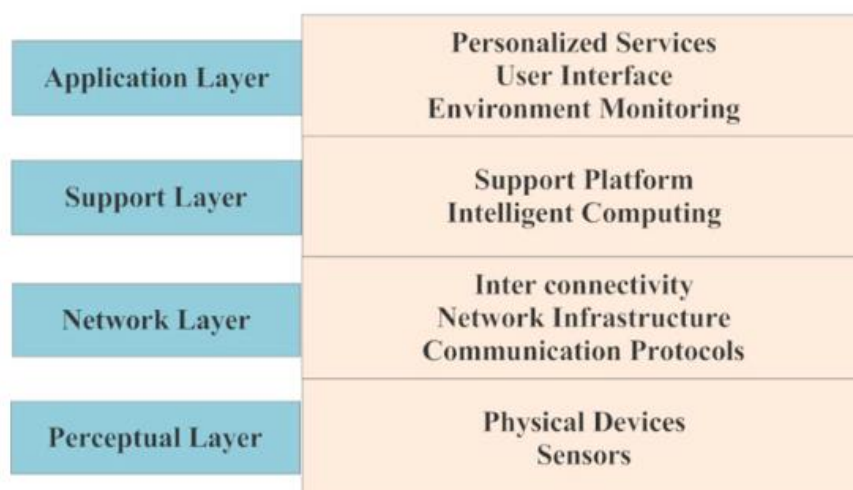 Application Layer
Personalized Services
User Interface
Environment Monitoring
Support Layer
Support Platform
Intelligent Computing
Network Layer
Inter connectivity
Network Infrastructure
Communication Protocols
Perceptual Layer
Physical Devices
Sensors